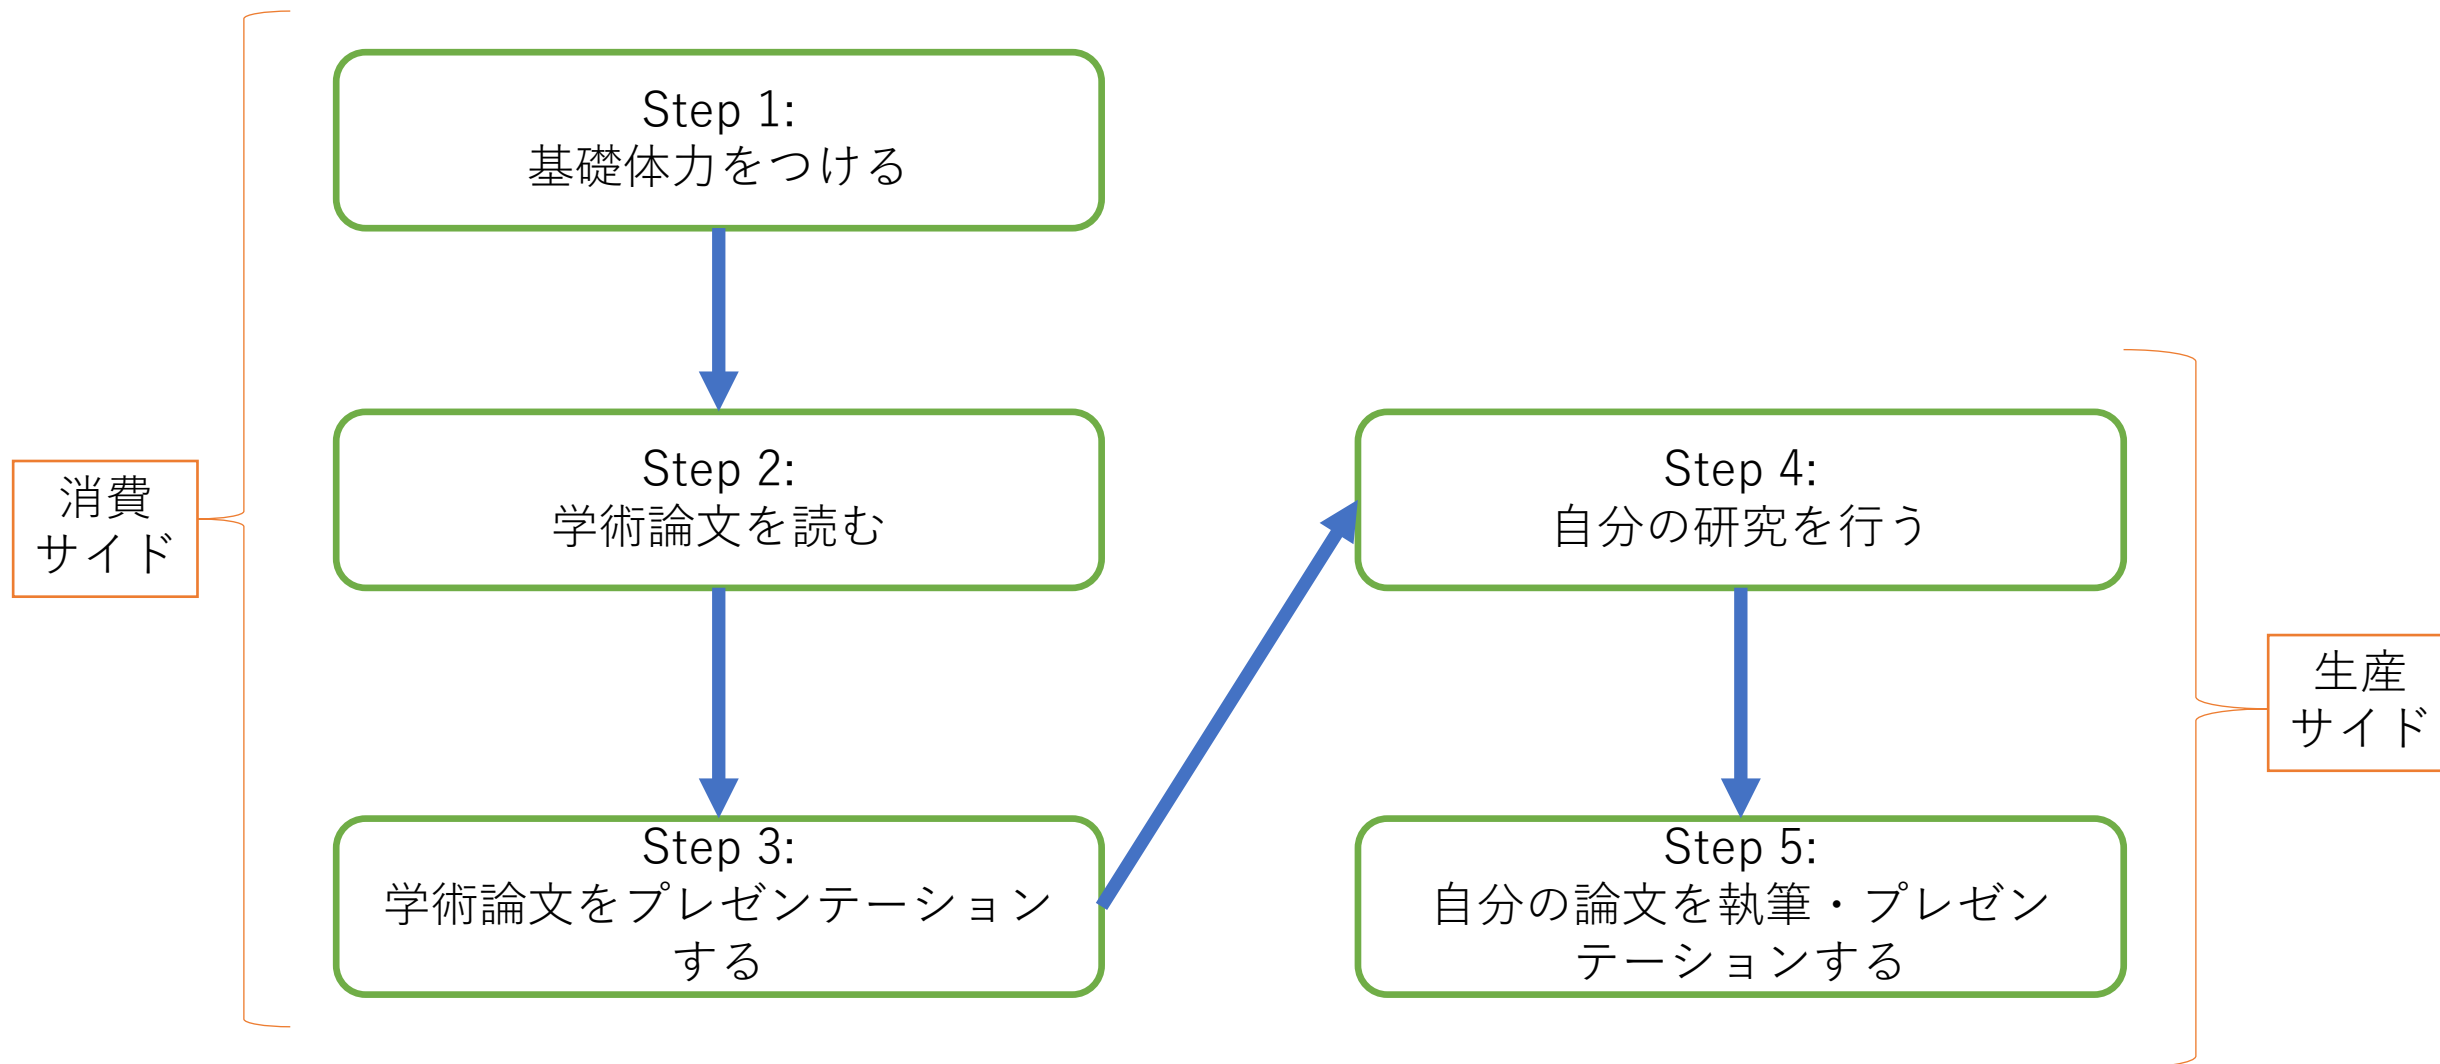 Step 1:
基礎体力をつける
消費
サイド
Step 2:
学術論文を読む
Step 3:
学術論文をプレゼンテーション
する
Step 4:
自分の研究を行う
Step 5:
自分の論文を執筆・プレゼン
テーションする
生産
サイド